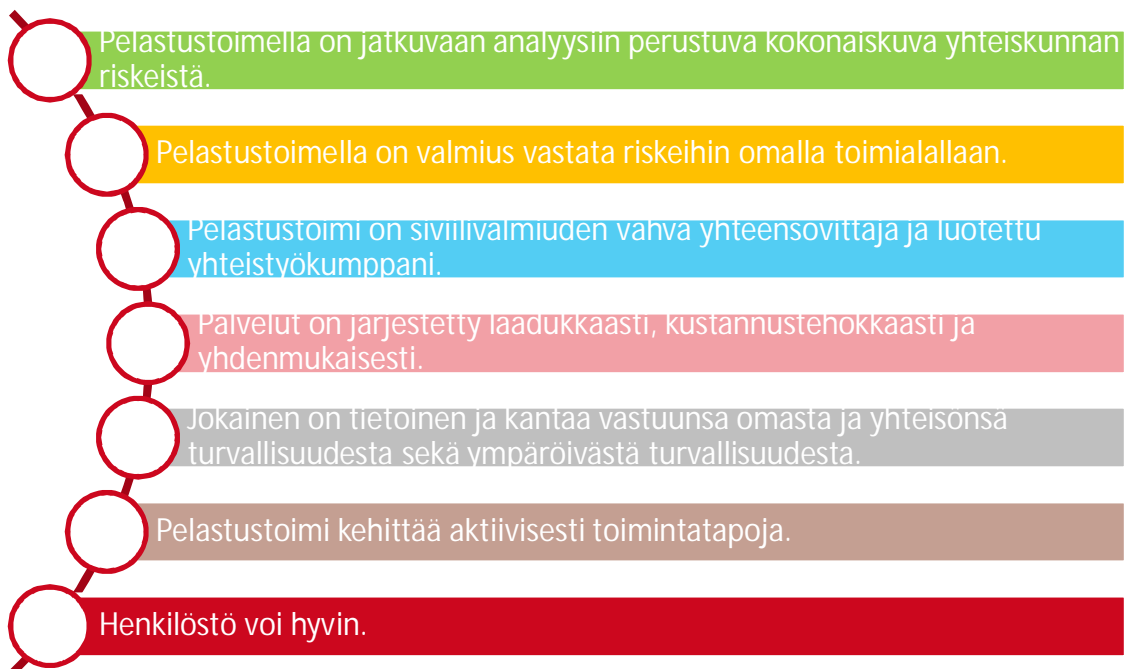 Pelastustoimella on jatkuvaan analyysiin perustuva kokonaiskuva yhteiskunnan
riskeistä.
Pelastustoimella on valmius vastata riskeihin omalla toimialallaan.
Pelastustoimi on siviilivalmiuden vahva yhteensovittaja ja luotettu
yhteistyökumppani.
Palvelut on järjestetty laadukkaasti, kustannustehokkaasti ja
yhdenmukaisesti.
Jokainen on tietoinen ja kantaa vastuunsa omasta ja yhteisönsä
turvallisuudesta sekä ympäröivästä turvallisuudesta.
Pelastustoimi kehittää aktiivisesti toimintatapoja.
Henkilöstö voi hyvin.